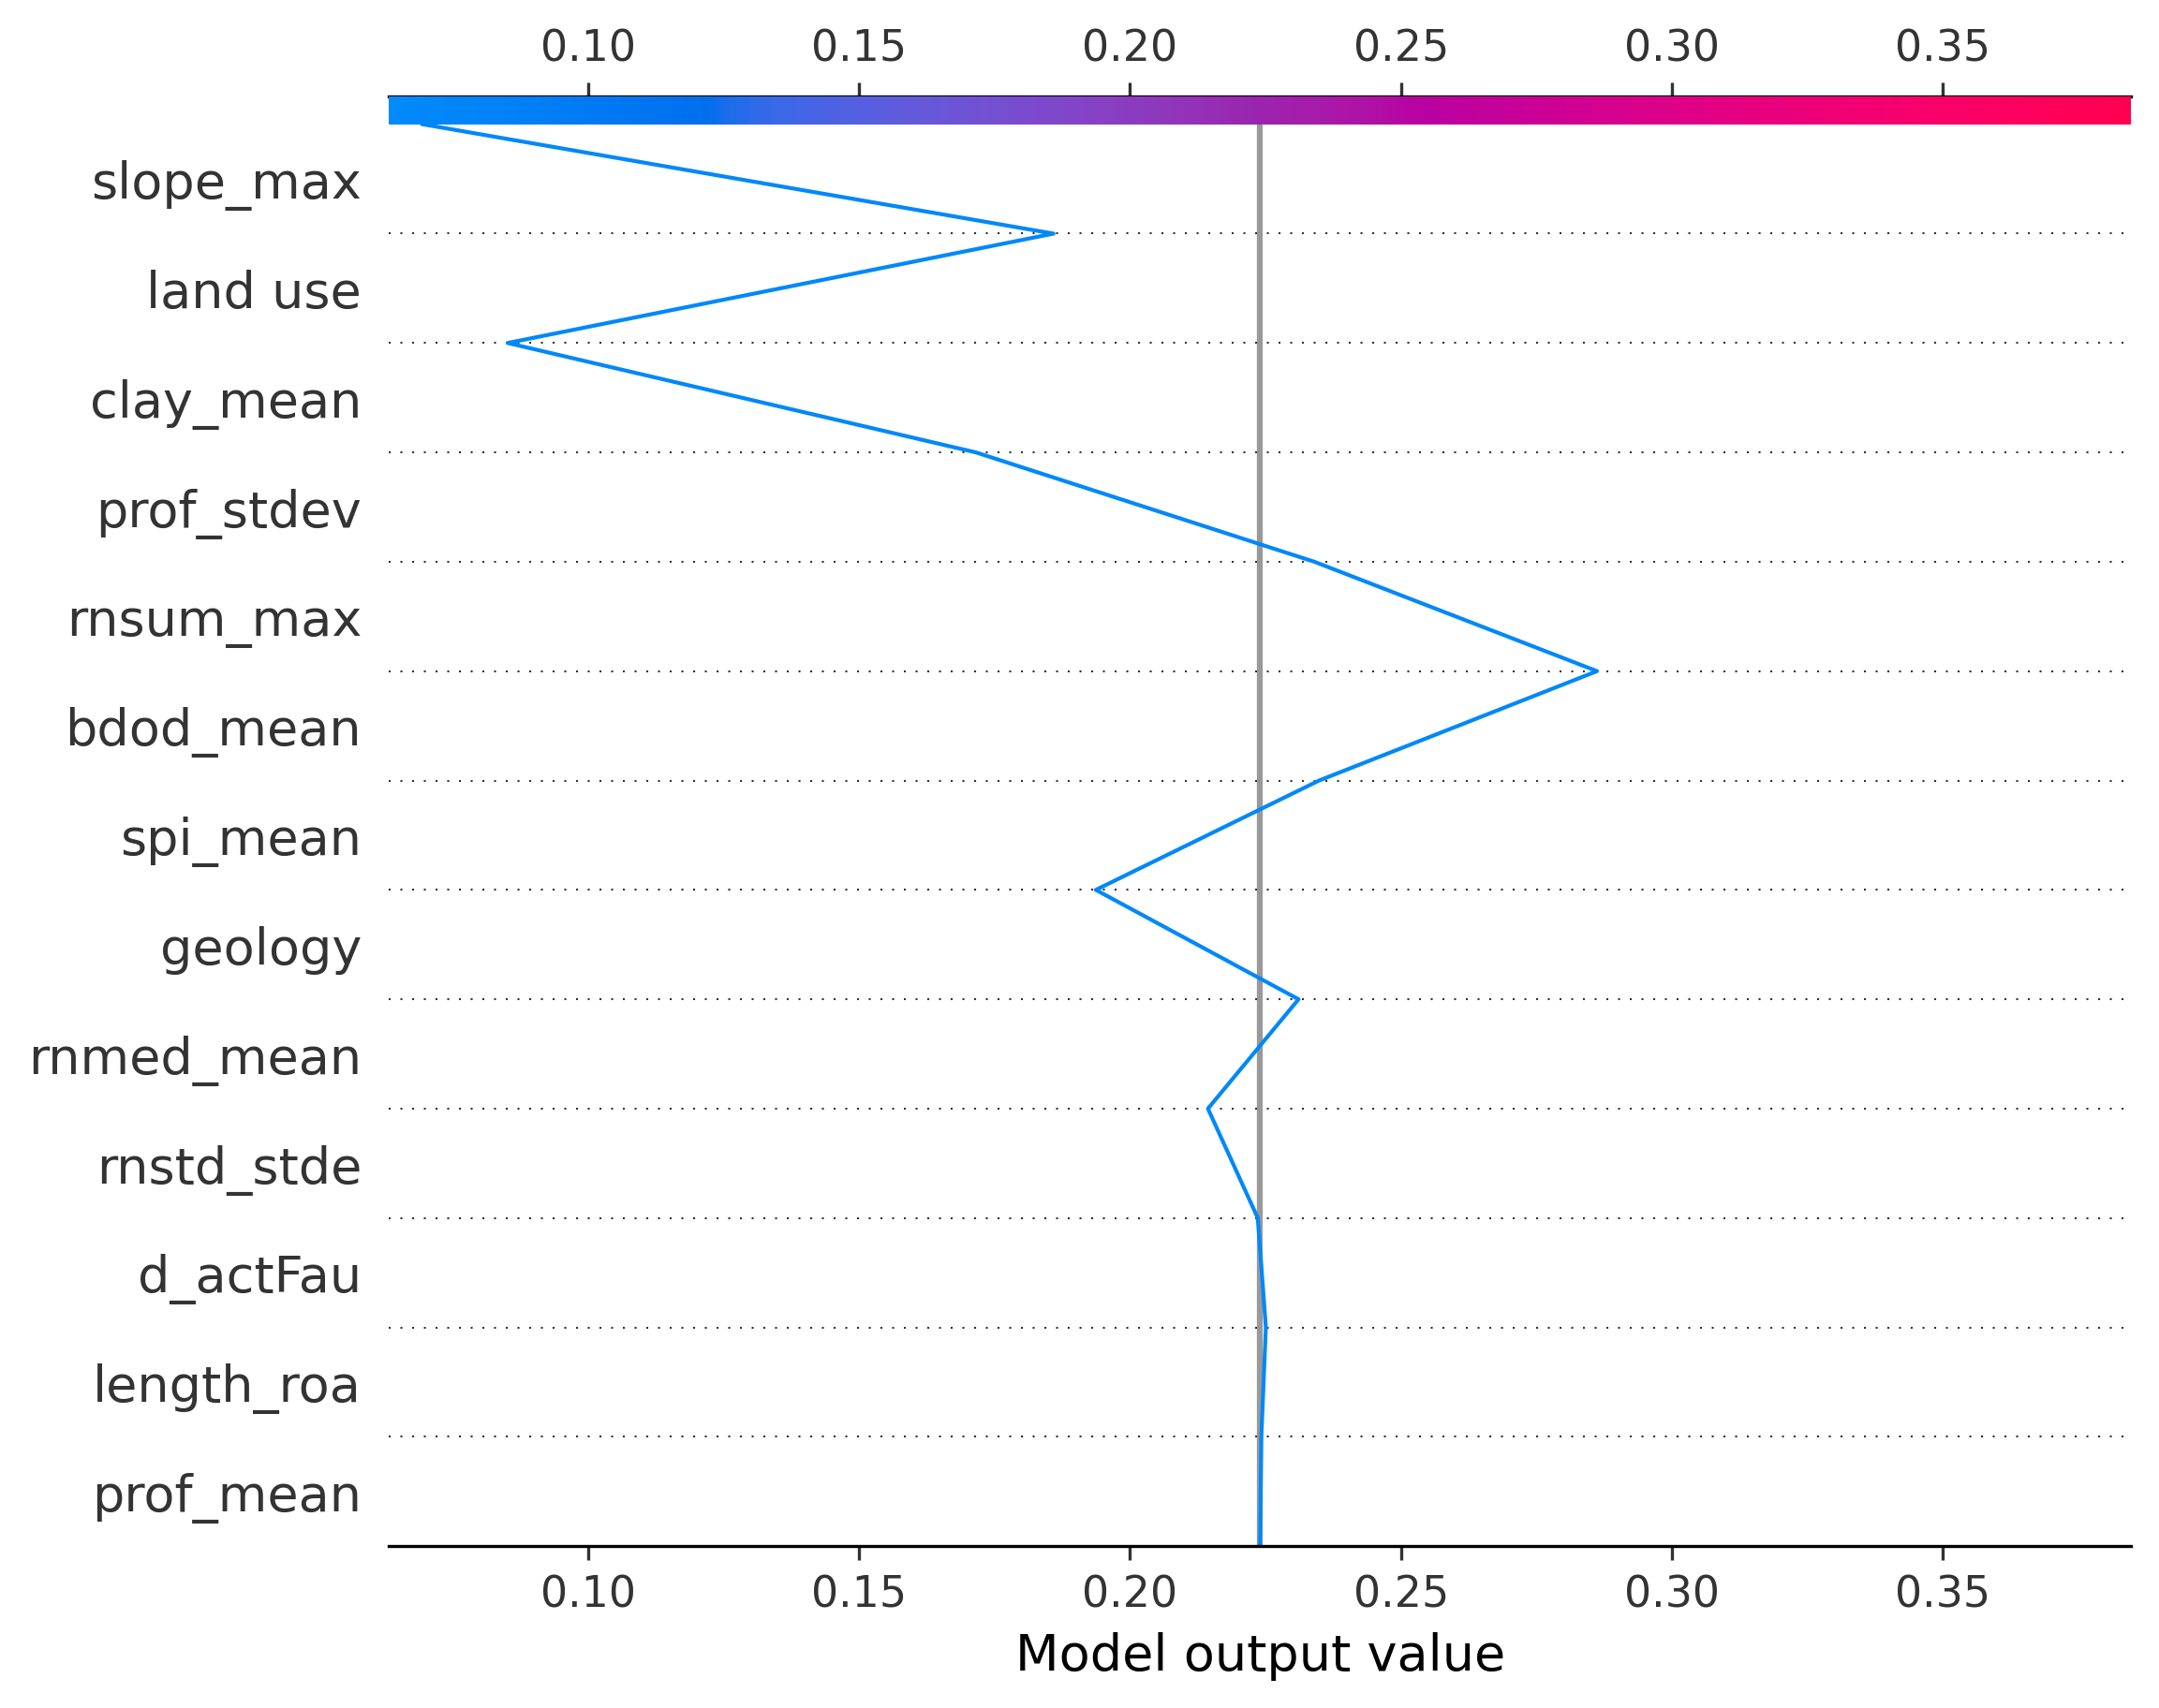 0.10 0.15 0.20 0.25 0.30 0.35
slope_max
land use
clay_mean
prof_stdev
rnsum_max
bdod_mean
spi_mean
geology
rnmed_mean
rnstd_stde
d_actFau
length_roa
prof_mean
0.10 0.15 0.20 0.25 0.30 0.35
Model output value